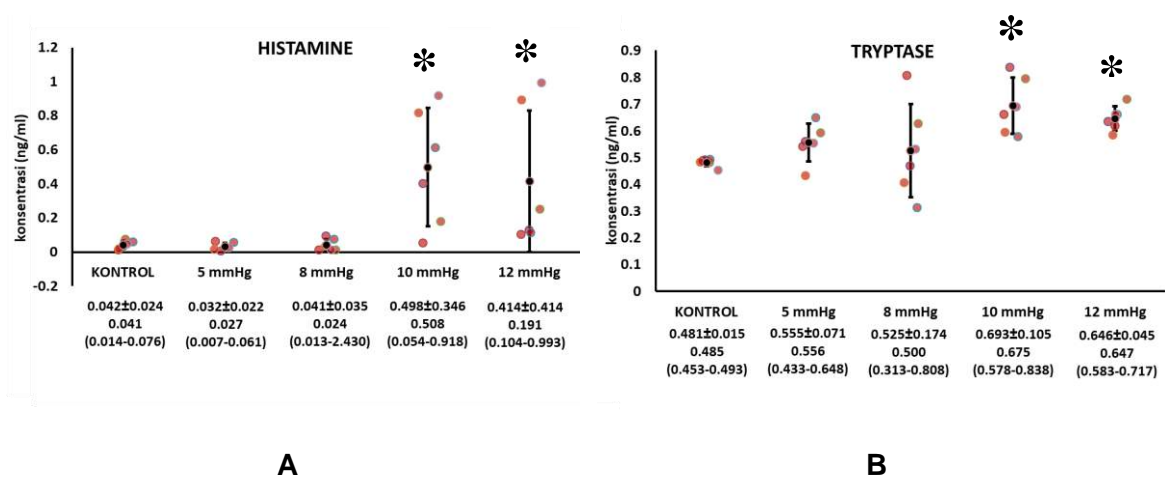 HISTAMINE
*
*
konsentrasi (ng/ml)
1.2
1
0.8
0.6
0.4
0.2
0
-0.2
KONTROL 5 mmHg 8 mmHg 10 mmHg 12 mmHg
0.042±0.024 0.032±0.022 0.041±0.035 0.498±0.346 0.414±0.414
0.041 0.027 0.024 0.508 0.191
(0.014-0.076) (0.007-0.061) (0.013-2.430) (0.054-0.918) (0.104-0.993)
A
TRYPTASE
*
*
konsentrasi (ng/ml)
0.9
0.8
0.7
0.6
0.5
0.4
0.3
0.2
0.1
0
KONTROL 5 mmHg 8 mmHg 10 mmHg 12 mmHg
0.481±0.015 0.555±0.071 0.525±0.174 0.693±0.105 0.646±0.045
0.485 0.556 0.500 0.675 0.647
(0.453-0.493) (0.433-0.648) (0.313-0.808) (0.578-0.838) (0.583-0.717)
B